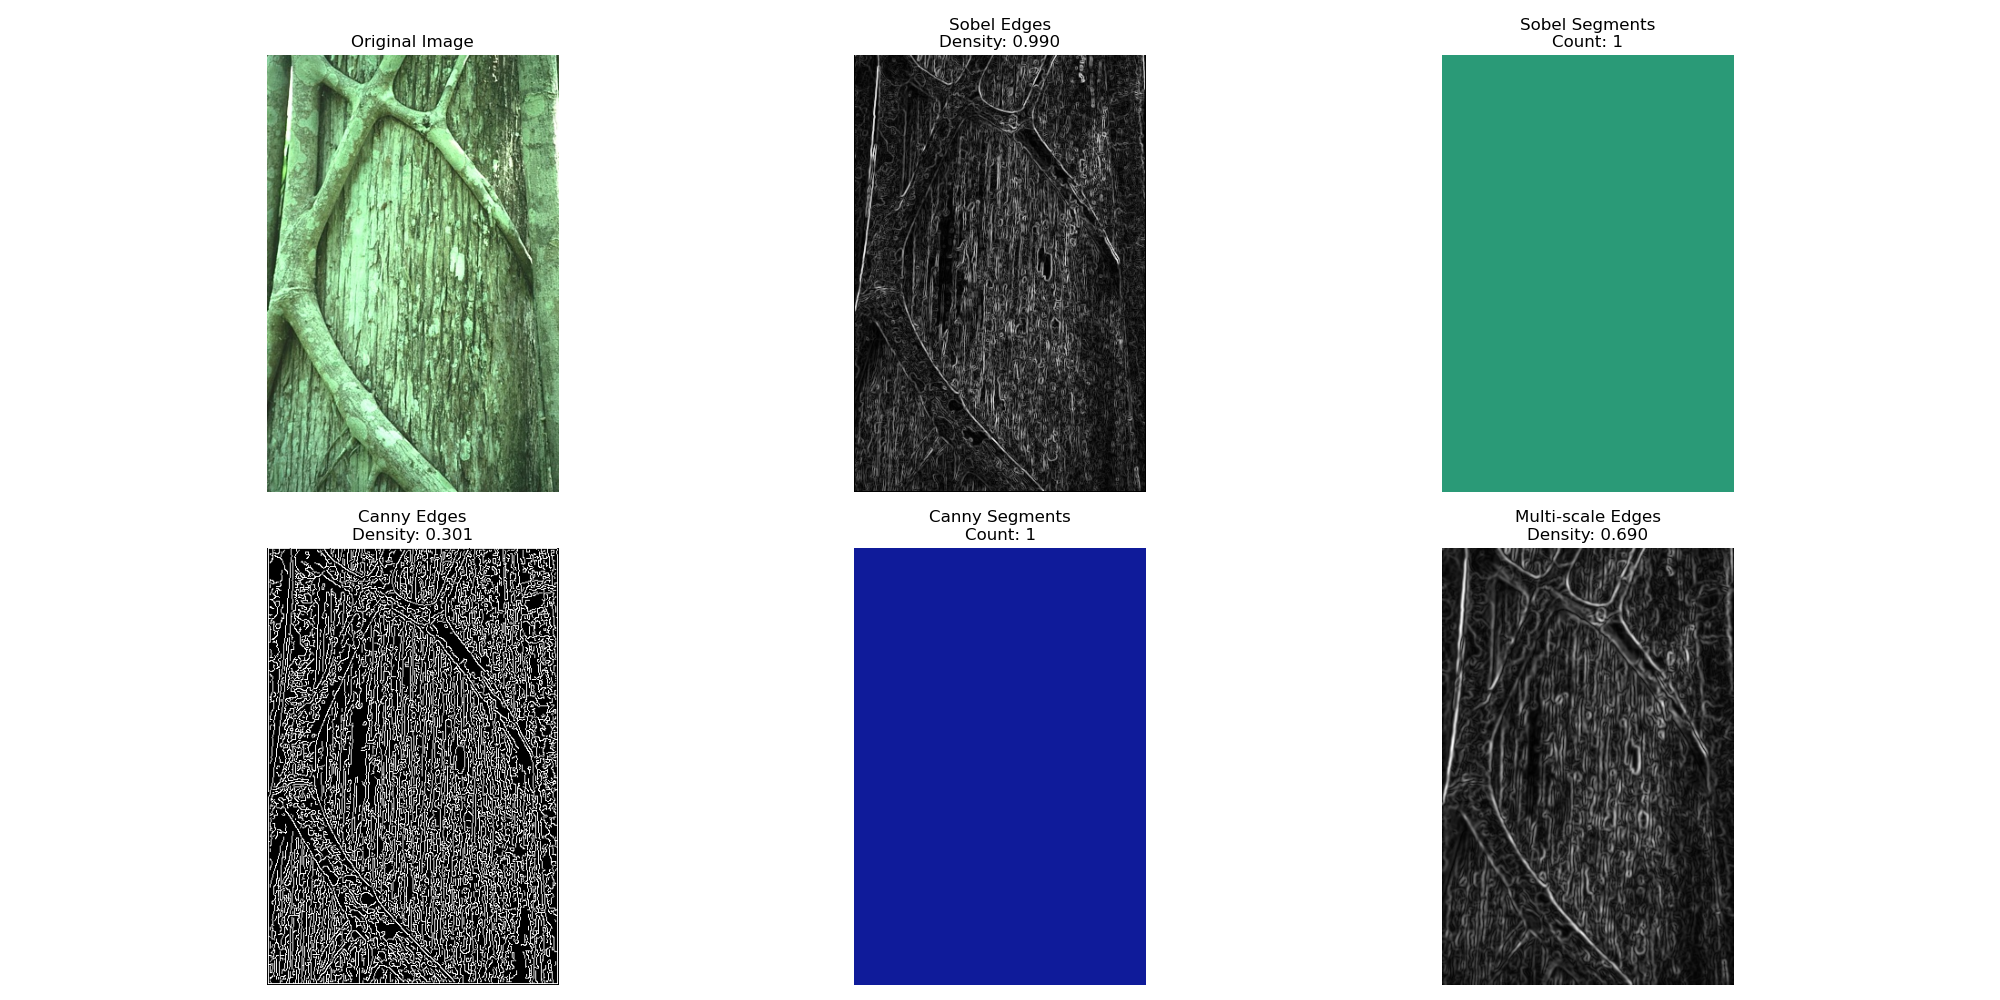 Original Image
Sobel Edges
Density: 0.990
Sobel Segments
Count: 1
Canny Edges
Density: 0.301
Canny Segments
Count: 1
Multi-scale Edges
Density: 0.690